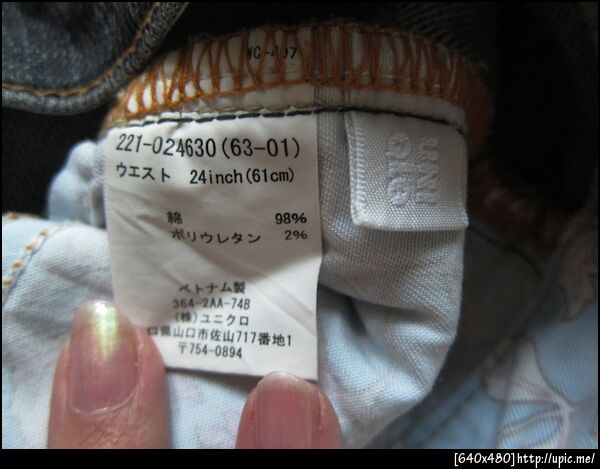 221-024630(63-01)
ウエスト 24inch(61cm)
綿 98%
ポリウレタン 2%
ベトナム製
364-2AA-74B
(株)ユニクロ
口県山口市佐山717番地1
〒754-0894
UNI
QLO
[640x480]http://upic.me/